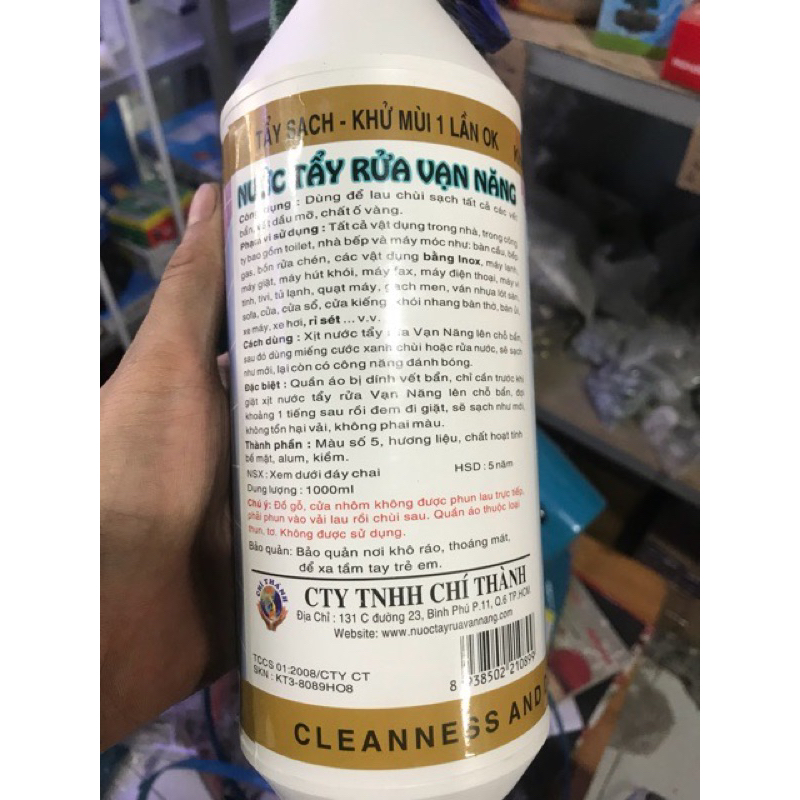 TẨY SẠCH - KHỬ MÙI 1 LẦN OK
NƯỚC TẨY RỬA VẠN NĂNG
Công dụng : Dùng để lau chùi sạch tất cả các vết
bẩn, vết dầu mỡ, chất ố vàng.
Phạm vi sử dụng : Tất cả vật dụng trong nhà, trong công
ty bao gồm toilet, nhà bếp và máy móc như: bàn cầu, bếp
gas, bồn rửa chén, các vật dụng bằng Inox, máy lạnh,
máy giặt, máy hút khói, máy fax, máy điện thoại, máy vi
tính, tivi, tủ lạnh, quạt máy, gạch men, ván nhựa lót sàn,
sofa, cửa, cửa sổ, cửa kiếng, khói nhang bàn thờ, bàn ủi,
xe máy, xe hơi, rỉ sét ... v.v.
Cách dùng : Xịt nước tẩy rửa Vạn Năng lên chỗ bẩn,
sau đó dùng miếng cước xanh chùi hoặc rửa nước, sẽ sạch
như mới, lại còn có công năng đánh bóng.
Đặc biệt : Quần áo bị dính vết bẩn, chỉ cần trước khi
giặt xịt nước tẩy rửa Vạn Năng lên chỗ bẩn, đợi
khoảng 1 tiếng sau rồi đem đi giặt, sẽ sạch như mới,
không tổn hại vải, không phai màu.
Thành phần : Màu số 5, hương liệu, chất hoạt tính
bề mặt, alum, kiềm.
NSX : Xem dưới đáy chai HSD : 5 năm
Dung lượng : 1000ml
Chú ý: Đồ gỗ, cửa nhôm không được phun lau trực tiếp,
phải phun vào vải lau rồi chùi sau. Quần áo thuộc loại
thun, tơ. Không được sử dụng.
Bảo quản: Bảo quản nơi khô ráo, thoáng mát,
để xa tầm tay trẻ em.
CHÍ THÀNH
CTY TNHH CHÍ THÀNH
Địa Chỉ : 131 C đường 23, Bình Phú P.11, Q.6 TP.HCM
Website: www.nuoctayruavannang.com
TCCS 01:2008/CTY CT
SKN : KT3-8089HO8
8 938502 210899
CLEANNESS AND